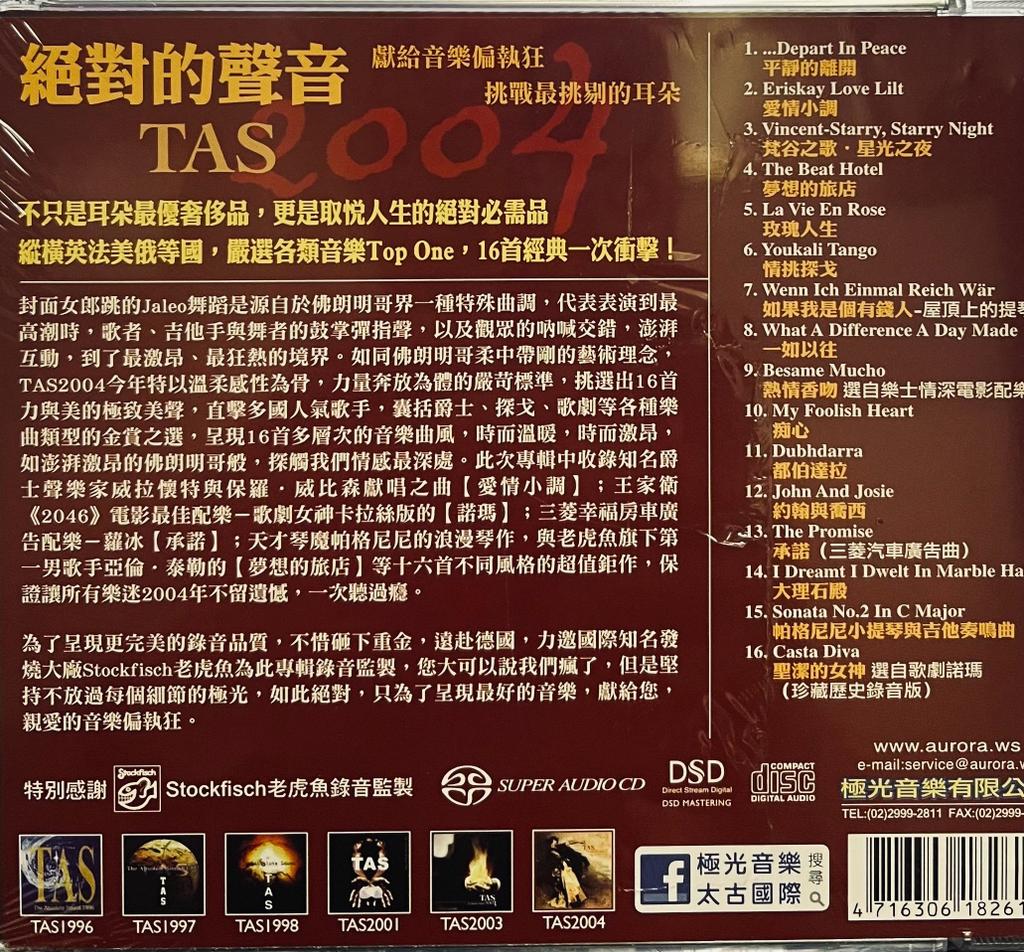 絕對的聲音
獻給音樂偏執狂
挑戰最挑剔的耳朵
TAS
2004
不只是耳朵最優奢侈品，更是取悅人生的絕對必需品
縱橫英法美俄等國，嚴選各類音樂Top One，16首經典一次衝擊！
封面女郎跳的Jaleo舞蹈是源自於佛朗明哥界一種特殊曲調，代表表演到最
高潮時，歌者、吉他手與舞者的鼓掌彈指聲，以及觀眾的吶喊交錯，澎湃
互動，到了最激昂、最狂熱的境界。如同佛朗明哥柔中帶剛的藝術理念，
TAS2004今年特以溫柔感性為骨，力量奔放為體的嚴苛標準，挑選出16首
力與美的極致美聲，直擊多國人氣歌手，囊括爵士、探戈、歌劇等各種樂
曲類型的金賞之選，呈現16首多層次的音樂曲風，時而溫暖，時而激昂，
如澎湃激昂的佛朗明哥般，探觸我們情感最深處。此次專輯中收錄知名爵
士聲樂家威拉懷特與保羅．威比森獻唱之曲【愛情小調】；王家衛
《2046》電影最佳配樂－歌劇女神卡拉絲版的【諾瑪】；三菱幸福房車廣
告配樂－蘿冰【承諾】；天才琴魔帕格尼尼的浪漫琴作，與老虎魚旗下第
一男歌手亞倫．泰勒的【夢想的旅店】等十六首不同風格的超值鉅作，保
證讓所有樂迷2004年不留遺憾，一次聽過癮。
為了呈現更完美的錄音品質，不惜砸下重金，遠赴德國，力邀國際知名發
燒大廠Stockfisch老虎魚為此專輯錄音監製，您大可以說我們瘋了，但是堅
持不放過每個細節的極光，如此絕對，只為了呈現最好的音樂，獻給您，
親愛的音樂偏執狂。
1. ...Depart In Peace
平靜的離開
2. Eriskay Love Lilt
愛情小調
3. Vincent-Starry, Starry Night
梵谷之歌．星光之夜
4. The Beat Hotel
夢想的旅店
5. La Vie En Rose
玫瑰人生
6. Youkali Tango
情挑探戈
7. Wenn Ich Einmal Reich Wär
如果我是個有錢人-屋頂上的提琴
8. What A Difference A Day Made
一如以往
9. Besame Mucho
熱情香吻 選自樂士情深電影配樂
10. My Foolish Heart
痴心
11. Dubhdarra
都伯達拉
12. John And Josie
約翰與喬西
13. The Promise
承諾（三菱汽車廣告曲）
14. I Dreamt I Dwelt In Marble Ha
大理石殿
15. Sonata No.2 In C Major
帕格尼尼小提琴與吉他奏鳴曲
16. Casta Diva
聖潔的女神 選自歌劇諾瑪
（珍藏歷史錄音版）
特別感謝
Stockfisch
Stockfisch老虎魚錄音監製
SUPER AUDIO CD
DSD
Direct Stream Digital
DSD MASTERING
COMPACT
disc
DIGITAL AUDIO
www.aurora.ws
e-mail:service@aurora.w
極光音樂有限公
TEL:(02)2999-2811 FAX:(02)2999-
TAS
TAS
TAS
TAS
TAS
TAS1996
TAS1997
TAS1998
TAS2001
TAS2003
TAS2004
f
極光音樂
太古國際
搜尋
4 716306 18261